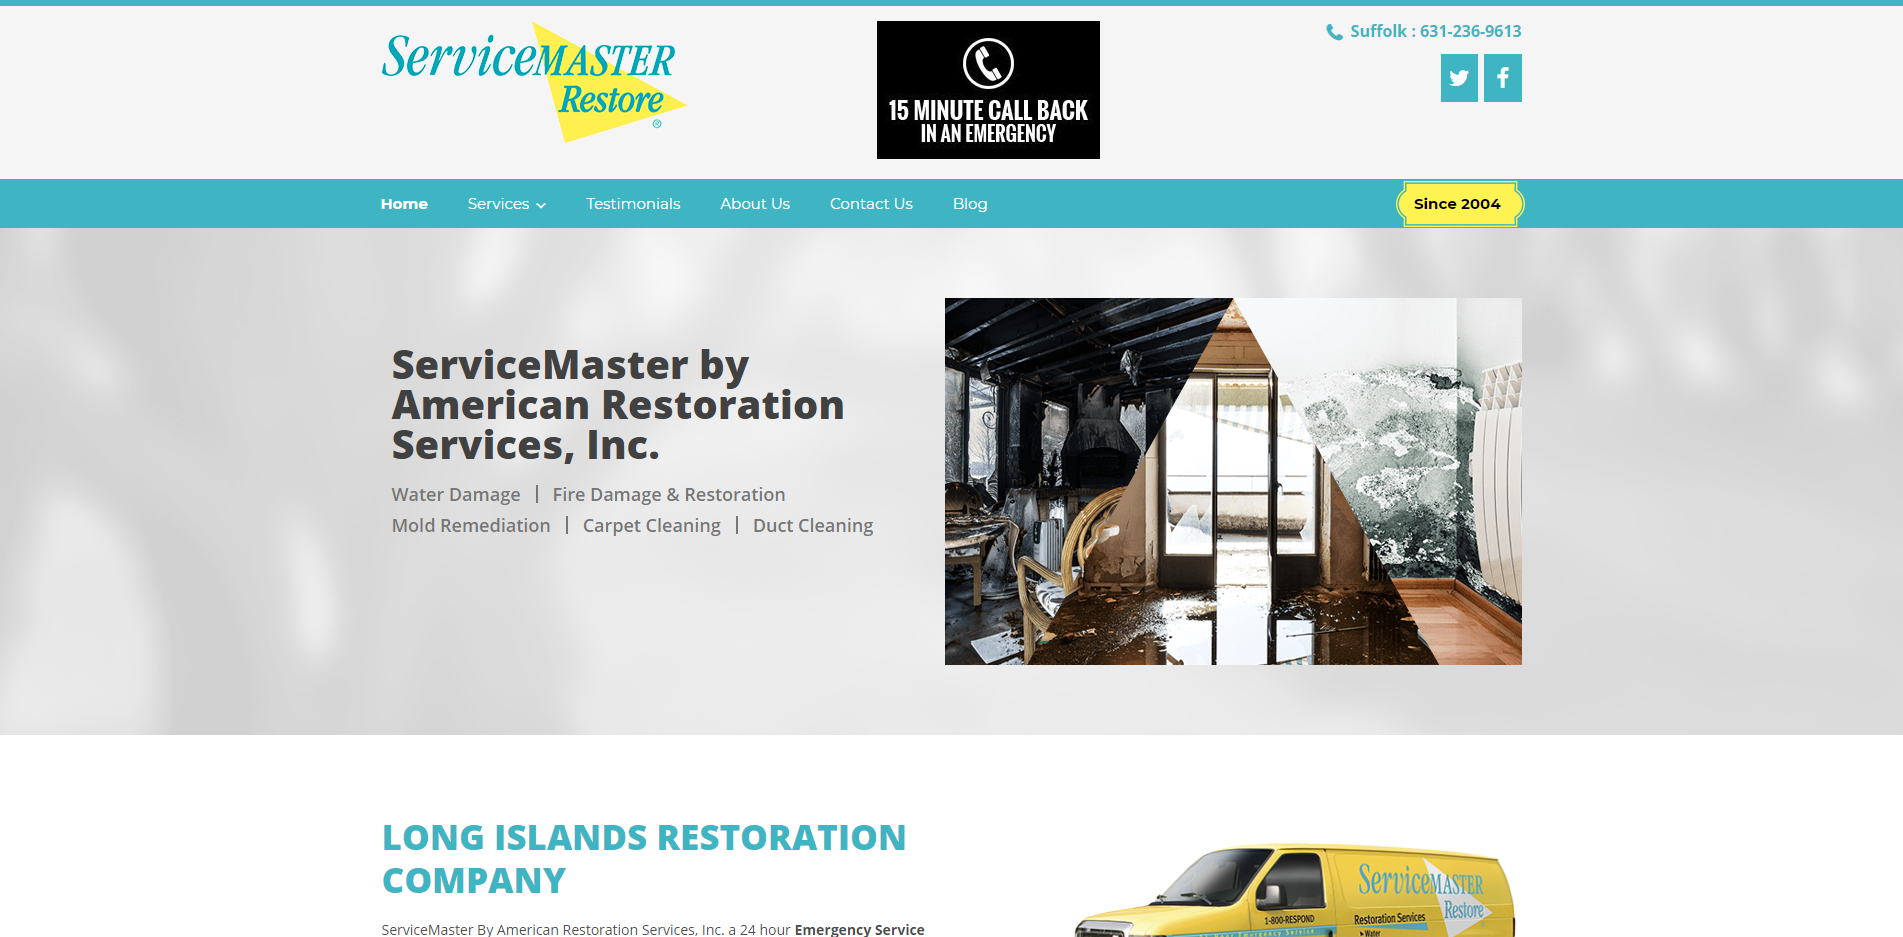 ServiceMASTER
Restore
®
15 MINUTE CALL BACK
IN AN EMERGENCY
Suffolk : 631-236-9613
Home
Services
Testimonials
About Us
Contact Us
Blog
Since 2004
ServiceMaster by
American Restoration
Services, Inc.
Water Damage | Fire Damage & Restoration
Mold Remediation | Carpet Cleaning | Duct Cleaning
LONG ISLANDS RESTORATION
COMPANY
ServiceMaster By American Restoration Services, Inc. a 24 hour Emergency Service
ServiceMASTER
Restore
1-800-RESPOND
Restoration Services
Water
Emergency Service